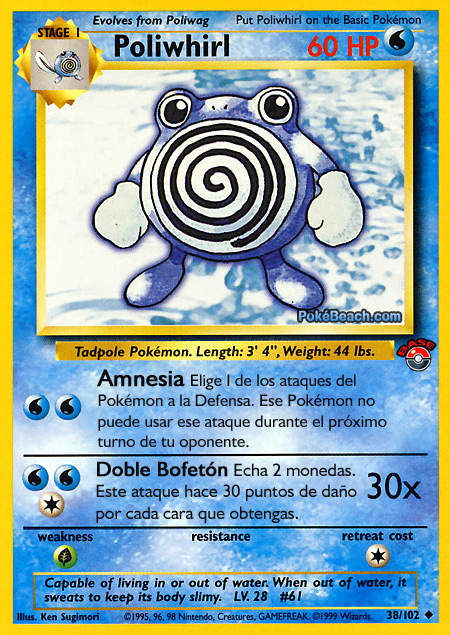 Evolves from Poliwag Put Poliwhirl on the Basic Pokémon
STAGE 1
Poliwhirl 60 HP
PokéBeach.com
Tadpole Pokémon. Length: 3' 4", Weight: 44 lbs.
BASE
Amnesia Elige 1 de los ataques del
Pokémon a la Defensa. Ese Pokémon no
puede usar ese ataque durante el próximo
turno de tu oponente.
Doble Bofetón Echa 2 monedas.
Este ataque hace 30 puntos de daño
por cada cara que obtengas.
30x
weakness resistance retreat cost
Capable of living in or out of water. When out of water, it
sweats to keep its body slimy. LV. 28 #61
Illus. Ken Sugimori ©1995, 96, 98 Nintendo, Creatures, GAMEFREAK. ©1999 Wizards. 38/102